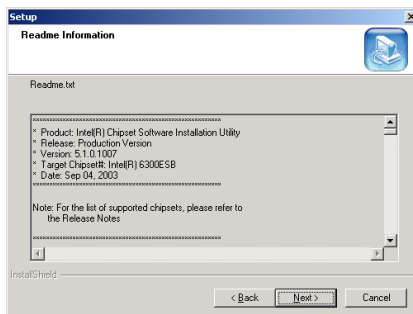 Setup
Readme Information
Readme.txt
* Product: Intel(R) Chipset Software Installation Utility
* Release: Production Version
* Version: 5.1.0.1007
* Target Chipset#: Intel(R) 6300ESB
* Date: Sep 04, 2003
Note: For the list of supported chipsets, please refer to
the Release Notes
InstallShield
< Back
Next >
Cancel